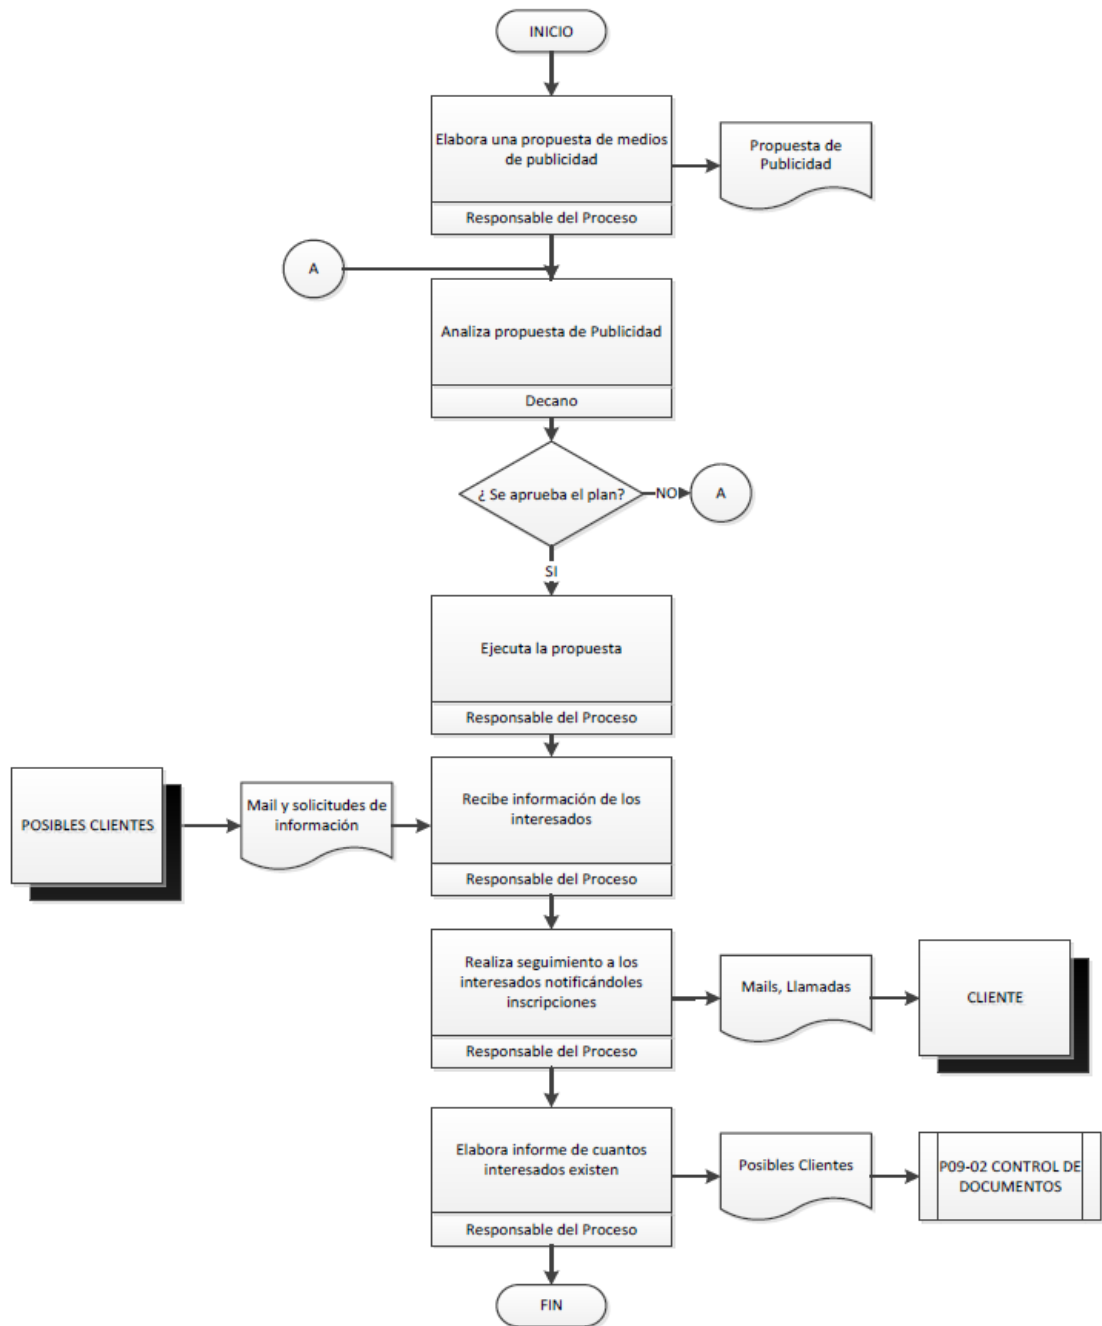 INICIO
Elabora una propuesta de medios
de publicidad
Responsable del Proceso
Propuesta de
Publicidad
A
Analiza propuesta de Publicidad
Decano
¿ Se aprueba el plan?
NO
A
SI
Ejecuta la propuesta
Responsable del Proceso
POSIBLES CLIENTES
Mail y solicitudes de
información
Recibe información de los
interesados
Responsable del Proceso
Realiza seguimiento a los
interesados notificándoles
inscripciones
Responsable del Proceso
Mails, Llamadas
CLIENTE
Elabora informe de cuantos
interesados existen
Responsable del Proceso
Posibles Clientes
P09-02 CONTROL DE
DOCUMENTOS
FIN